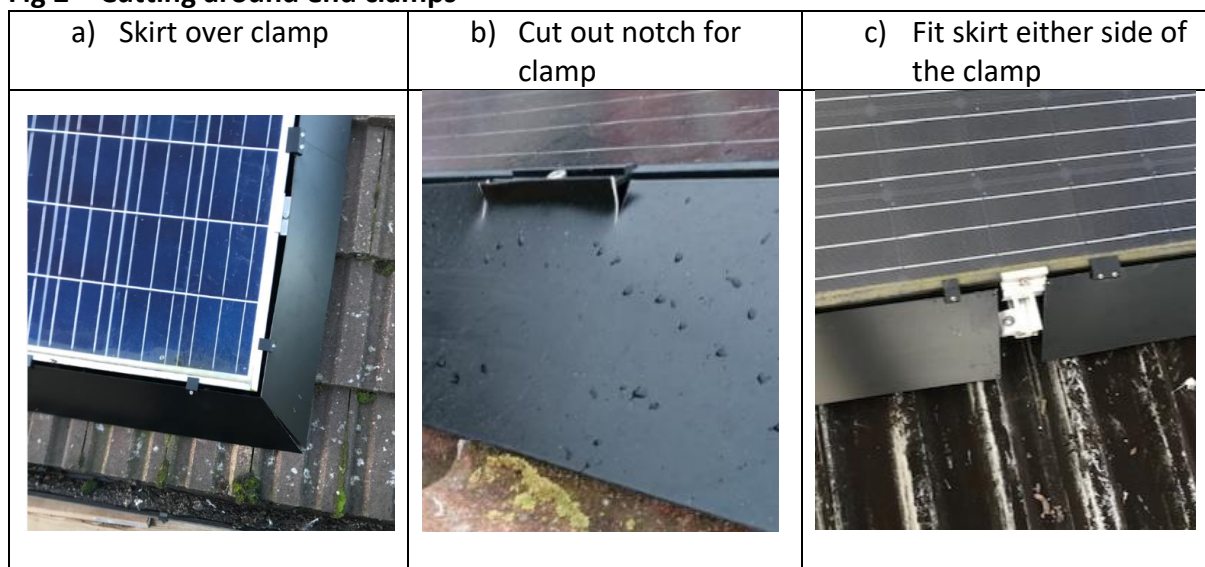 a) Skirt over clamp
b) Cut out notch for
clamp
c) Fit skirt either side of
the clamp